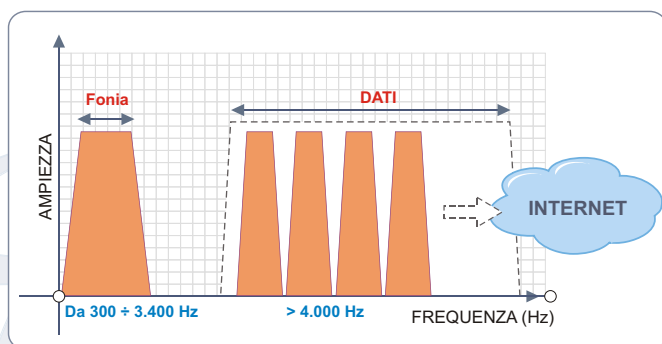 Fonia
DATI
AMPIEZZA
INTERNET
Da 300 ÷ 3.400 Hz
> 4.000 Hz
FREQUENZA (Hz)